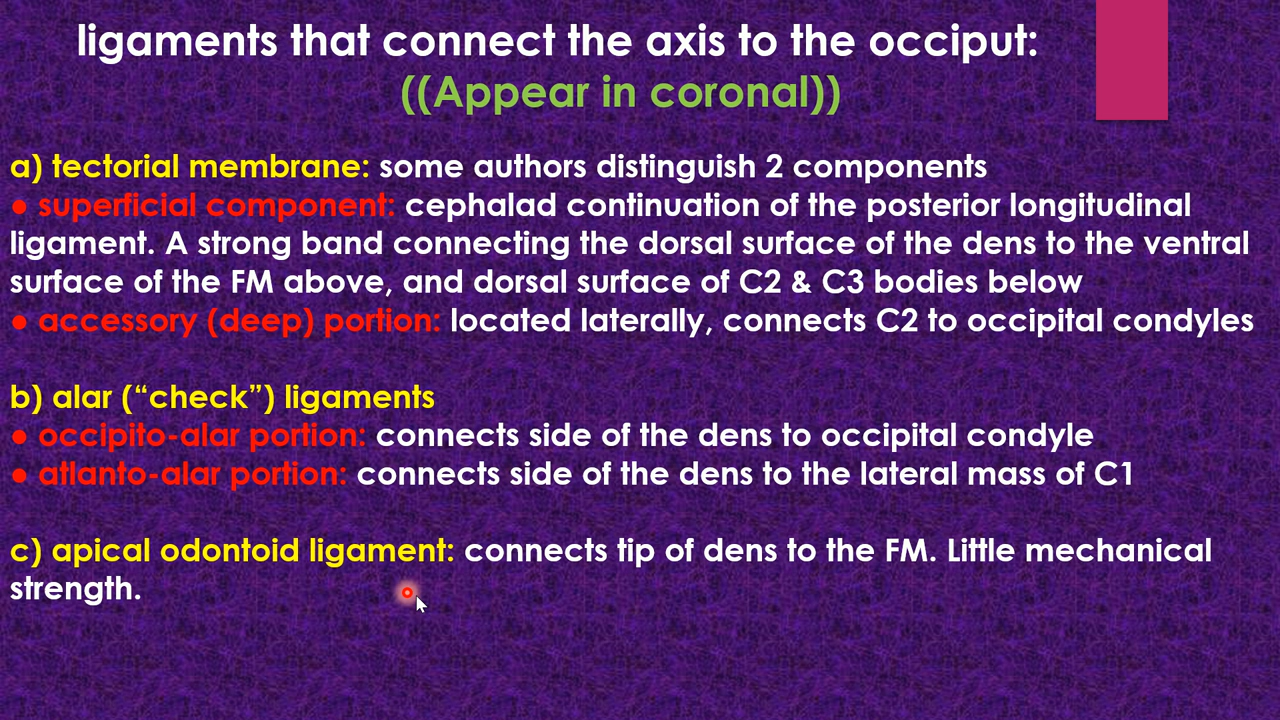 ligaments that connect the axis to the occiput:
((Appear in coronal))
a) tectorial membrane: some authors distinguish 2 components
● superficial component: cephalad continuation of the posterior longitudinal
ligament. A strong band connecting the dorsal surface of the dens to the ventral
surface of the FM above, and dorsal surface of C2 & C3 bodies below
● accessory (deep) portion: located laterally, connects C2 to occipital condyles
b) alar (“check”) ligaments
● occipito-alar portion: connects side of the dens to occipital condyle
● atlanto-alar portion: connects side of the dens to the lateral mass of C1
c) apical odontoid ligament: connects tip of dens to the FM. Little mechanical
strength.